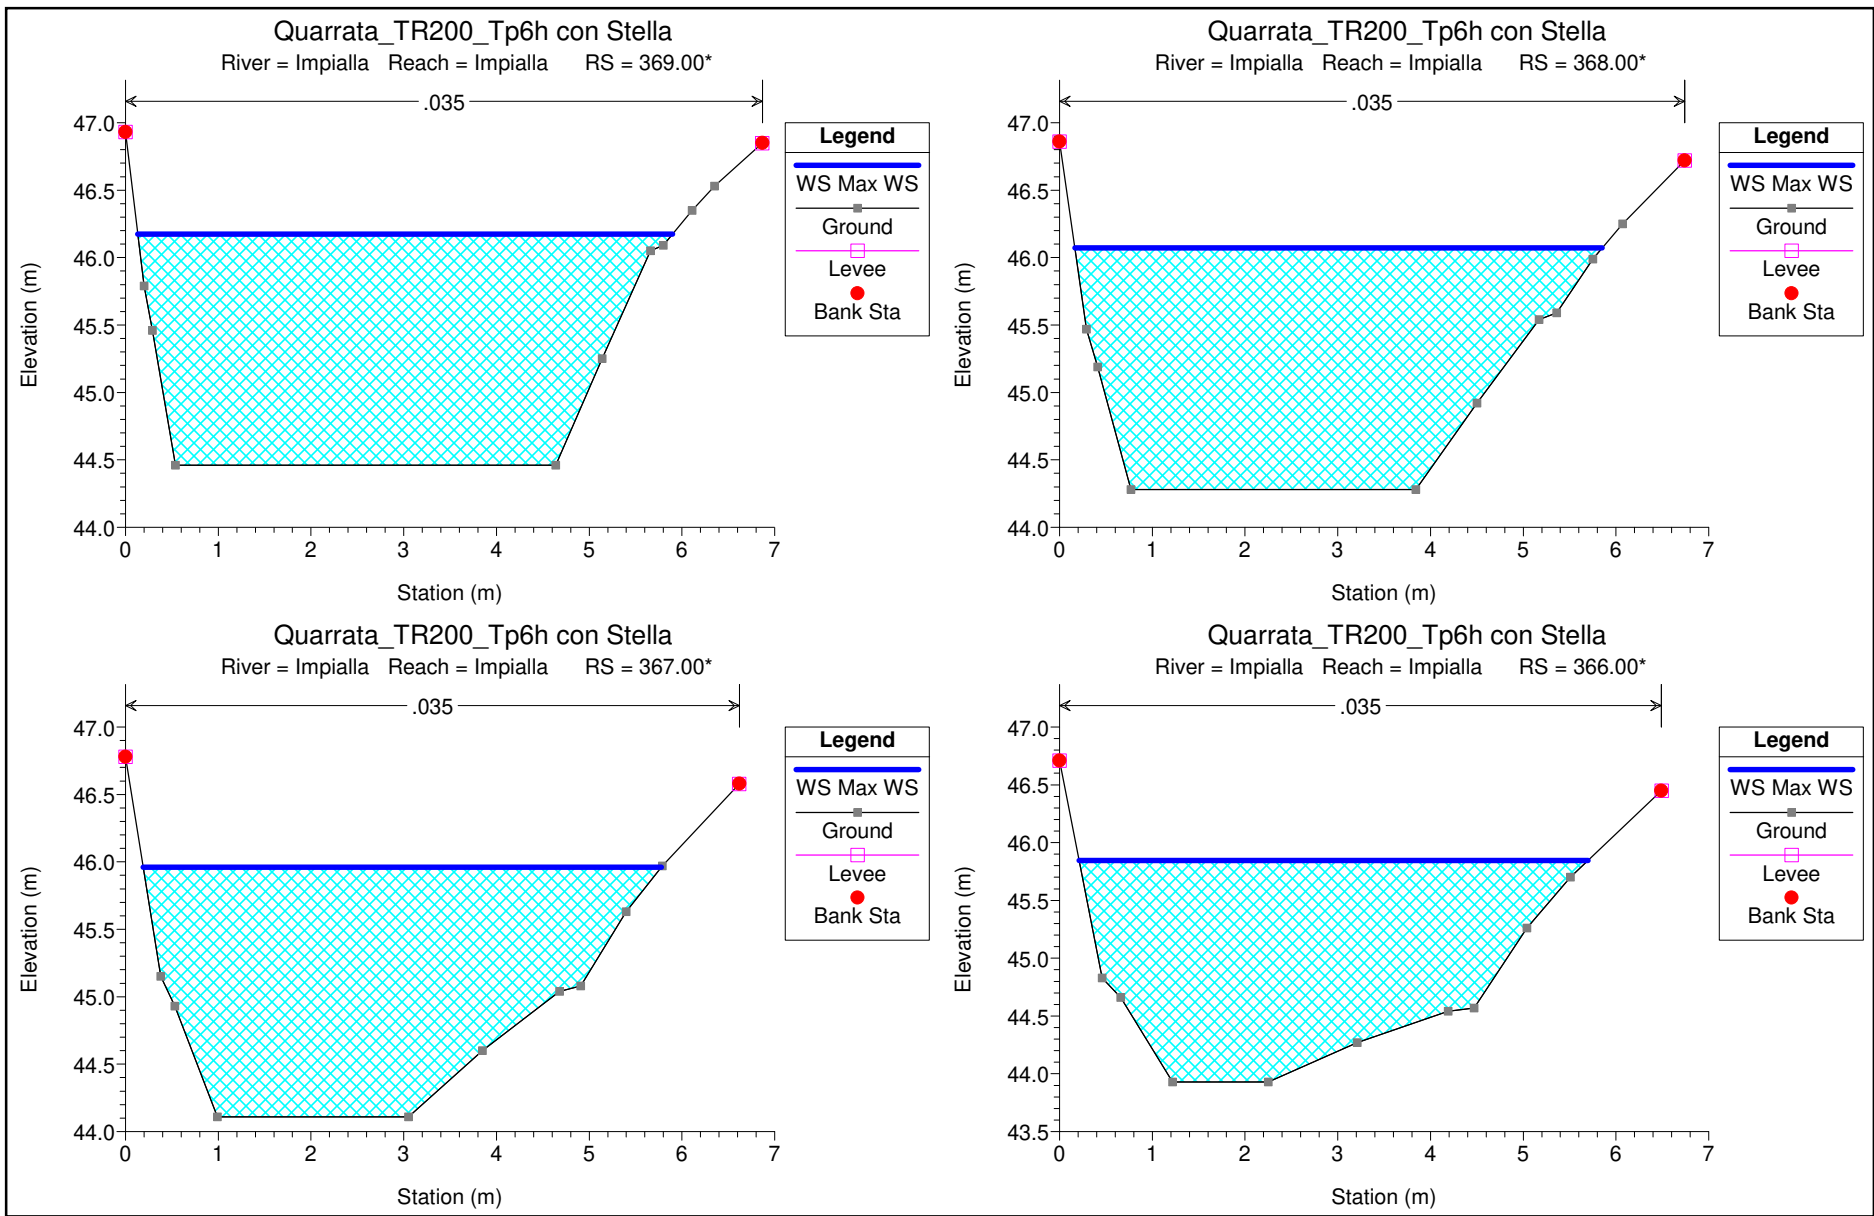 Quarrata_TR200_Tp6h con Stella
River = Impialla Reach = Impialla RS = 369.00*
.035
47.0
46.5
46.0
45.5
45.0
44.5
44.0
Elevation (m)
0 1 2 3 4 5 6 7
Station (m)
Legend
WS Max WS
Ground
Levee
Bank Sta
Quarrata_TR200_Tp6h con Stella
River = Impialla Reach = Impialla RS = 368.00*
.035
47.0
46.5
46.0
45.5
45.0
44.5
44.0
Elevation (m)
0 1 2 3 4 5 6 7
Station (m)
Legend
WS Max WS
Ground
Levee
Bank Sta
Quarrata_TR200_Tp6h con Stella
River = Impialla Reach = Impialla RS = 367.00*
.035
47.0
46.5
46.0
45.5
45.0
44.5
44.0
Elevation (m)
0 1 2 3 4 5 6 7
Station (m)
Legend
WS Max WS
Ground
Levee
Bank Sta
Quarrata_TR200_Tp6h con Stella
River = Impialla Reach = Impialla RS = 366.00*
.035
47.0
46.5
46.0
45.5
45.0
44.5
44.0
43.5
Elevation (m)
0 1 2 3 4 5 6 7
Station (m)
Legend
WS Max WS
Ground
Levee
Bank Sta